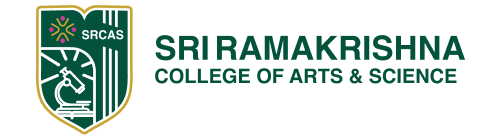 SRCAS
SRI RAMAKRISHNA
COLLEGE OF ARTS & SCIENCE